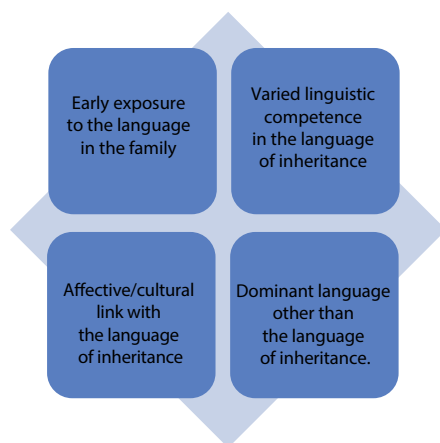 Early exposure
to the language
in the family
Varied linguistic
competence
in the language
of inheritance
Affective/cultural
link with
the language
of inheritance
Dominant language
other than
the language
of inheritance.